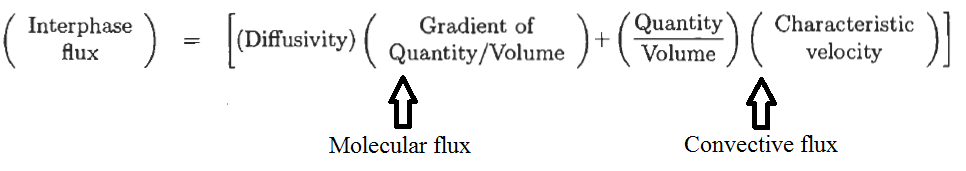 ( Interphase flux ) = [ (Diffusivity) ( Gradient of Quantity/Volume ) + ( Quantity / Volume ) ( Characteristic velocity ) ]
Molecular flux Convective flux